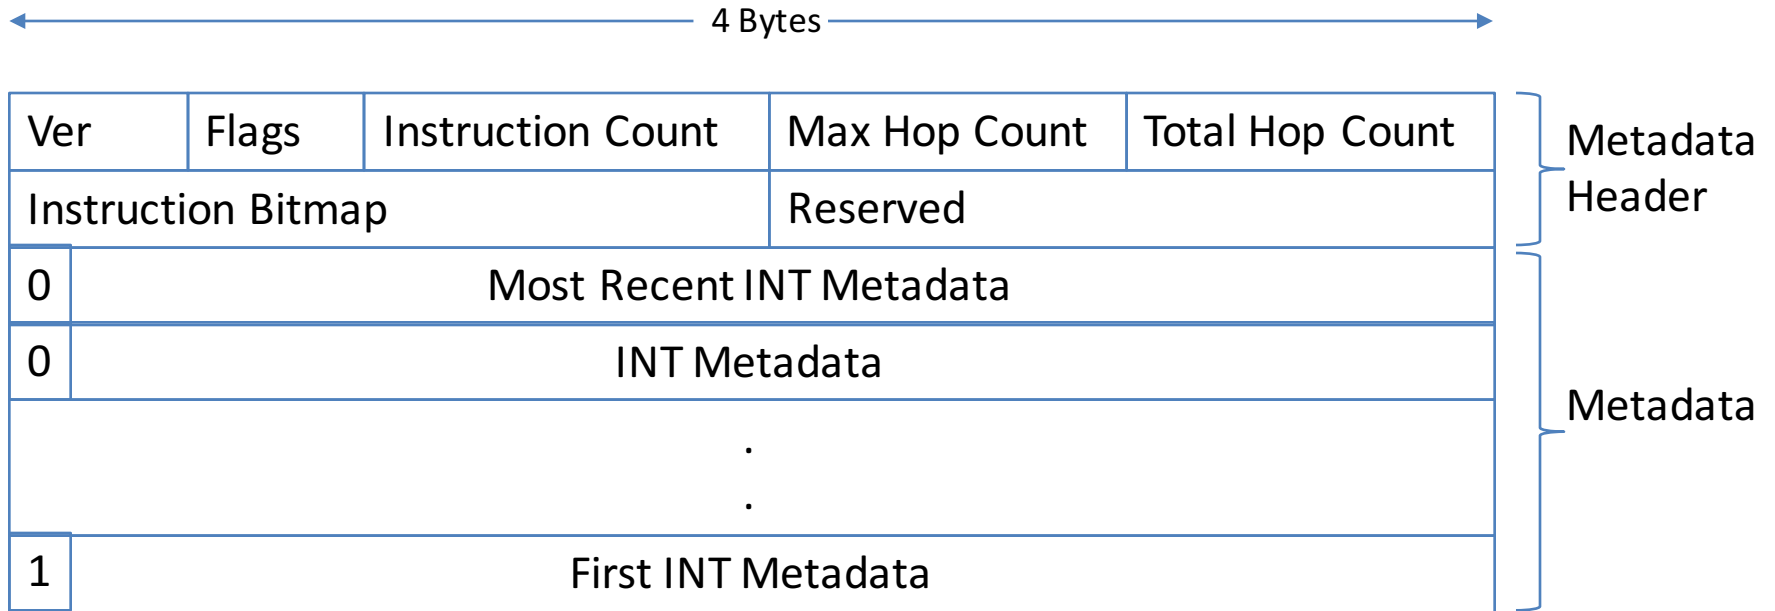 4 Bytes
Ver Flags Instruction Count Max Hop Count Total Hop Count
Instruction Bitmap Reserved
Metadata
Header
0 Most Recent INT Metadata
0 INT Metadata
.
.
1 First INT Metadata
Metadata